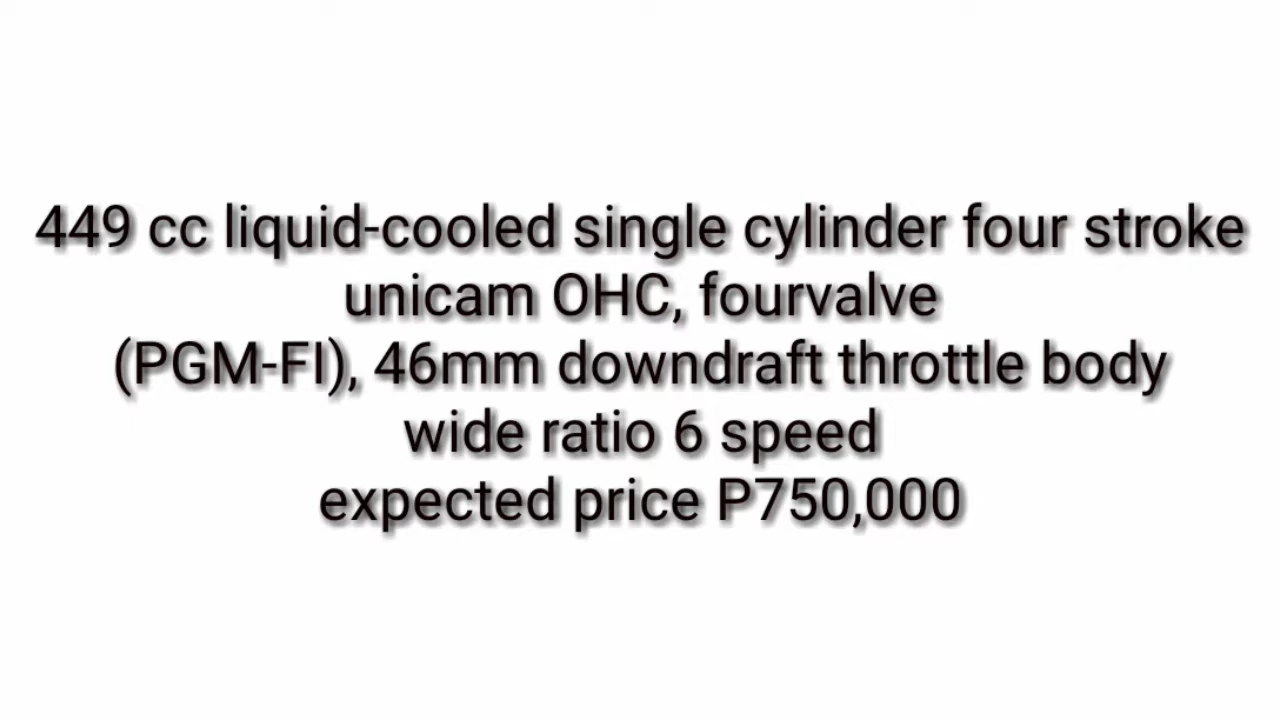 449 cc liquid-cooled single cylinder four stroke
unicam OHC, fourvalve
(PGM-FI), 46mm downdraft throttle body
wide ratio 6 speed
expected price P750,000